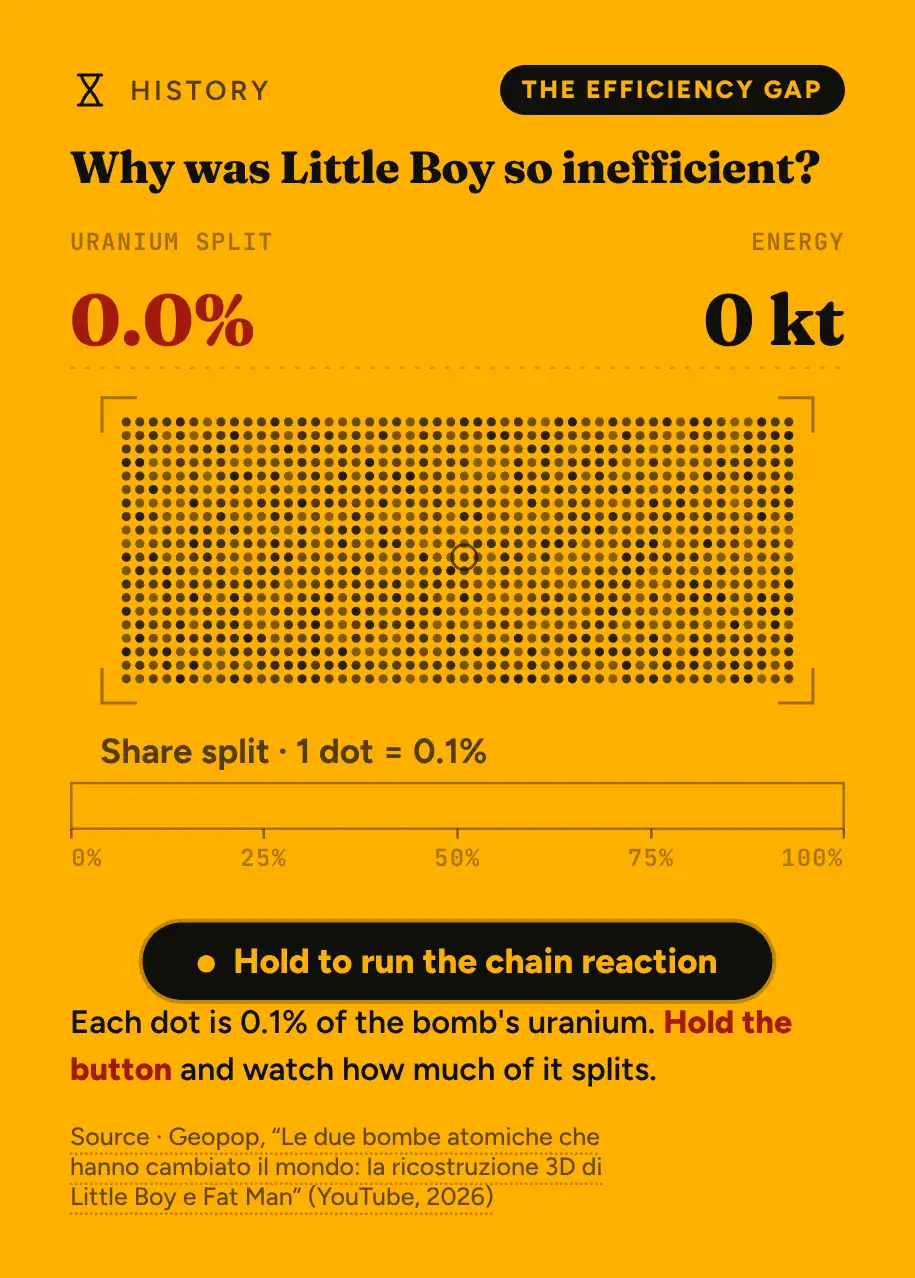 HISTORY
THE EFFICIENCY GAP
Why was Little Boy so inefficient?
URANIUM SPLIT
ENERGY
0.0%
0 kt
Share split · 1 dot = 0.1%
0% 25% 50% 75% 100%
Hold to run the chain reaction
Each dot is 0.1% of the bomb's uranium. Hold the
button and watch how much of it splits.
Source · Geopop, “Le due bombe atomiche che
hanno cambiato il mondo: la ricostruzione 3D di
Little Boy e Fat Man” (YouTube, 2026)